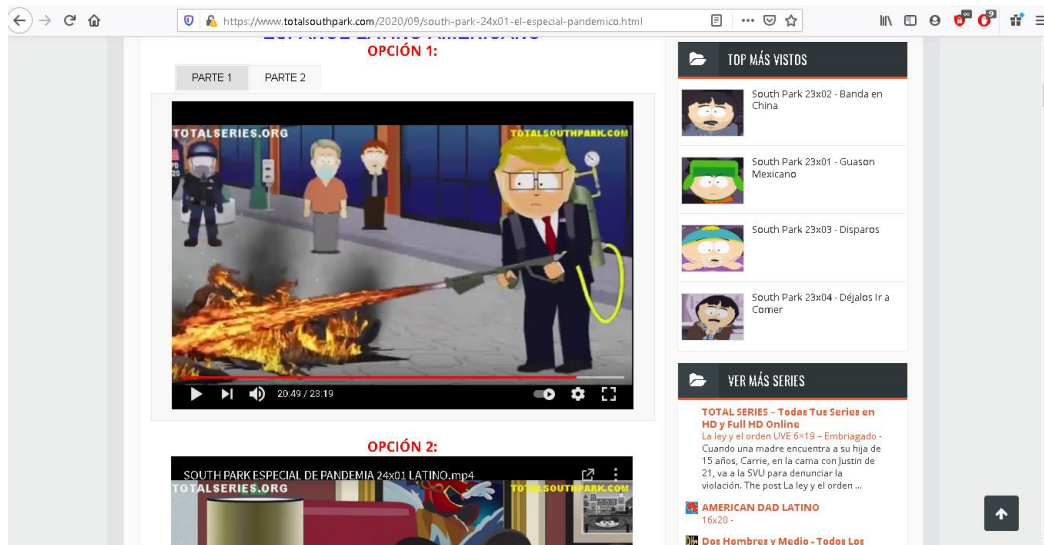 https://www.totalsouthpark.com/2020/09/south-park-24x01-el-especial-pandemico.html
ESPAÑOL LATINO AMERICANO
OPCIÓN 1:
PARTE 1 PARTE 2
TOTALSERIES.ORG TOTALSOUTHPARK.COM
20:49 / 23:19
OPCIÓN 2:
SOUTH PARK ESPECIAL DE PANDEMIA 24x01 LATINO.mp4
TOTALSERIES.ORG TOTALSOUTHPARK.COM
TOP MÁS VISTOS
South Park 23x02 - Banda en
China
South Park 23x01 - Guason
Mexicano
South Park 23x03 - Disparos
South Park 23x04 - Déjalos Ir a
Comer
VER MÁS SERIES
TOTAL SERIES – Todas Tus Series en
HD y Full HD Online
La ley y el orden UVE 6×19 – Embriagado -
Cuando una madre encuentra a su hija de
15 años, Carrie, en la cama con Justin de
21, va a la SVU para denunciar la
violación. The post La ley y el orden ...
AMERICAN DAD LATINO
16x20 -
Dos Hombres y Medio - Todos Los